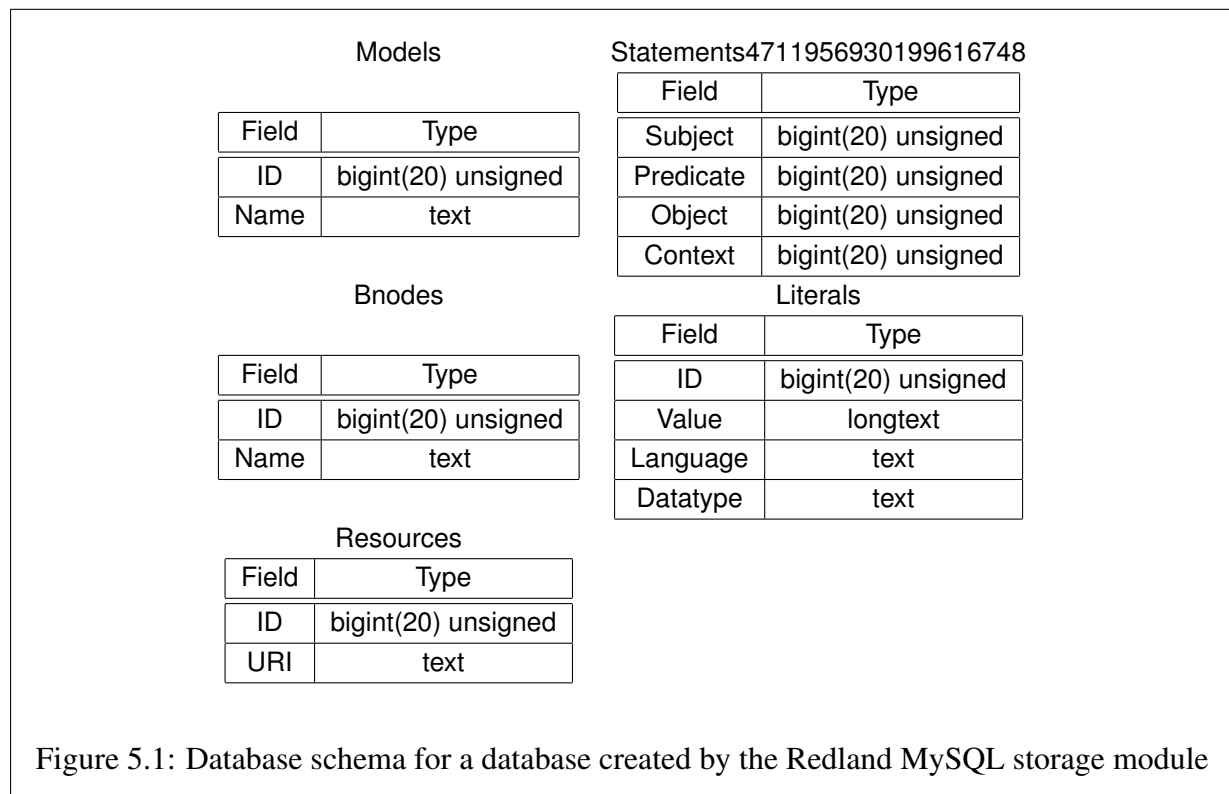 Models
Field Type
ID bigint(20) unsigned
Name text
Statements4711956930199616748
Field Type
Subject bigint(20) unsigned
Predicate bigint(20) unsigned
Object bigint(20) unsigned
Context bigint(20) unsigned
Bnodes
Field Type
ID bigint(20) unsigned
Name text
Literals
Field Type
ID bigint(20) unsigned
Value longtext
Language text
Datatype text
Resources
Field Type
ID bigint(20) unsigned
URI text
Figure 5.1: Database schema for a database created by the Redland MySQL storage module